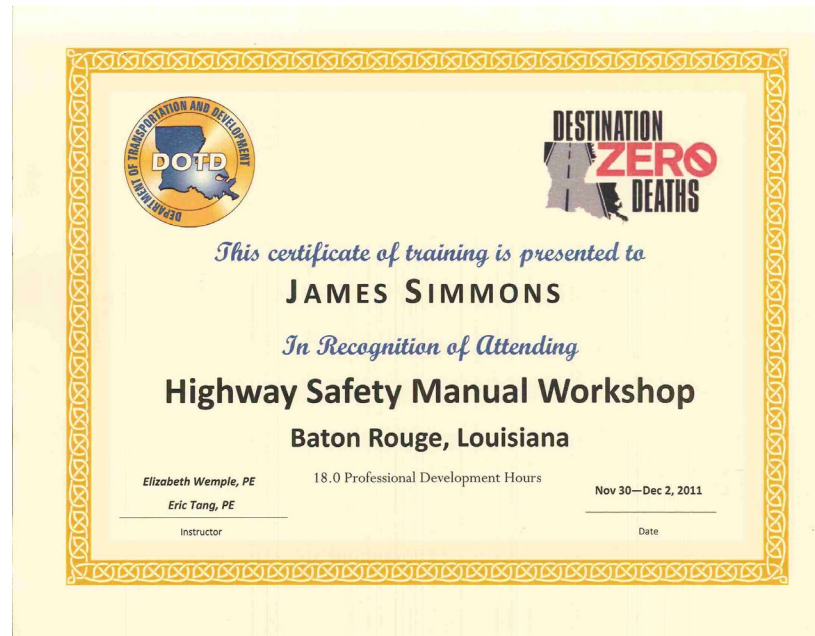 DEPARTMENT OF TRANSPORTATION AND DEVELOPMENT
DOTD
DESTINATION
ZERO
DEATHS
This certificate of training is presented to
JAMES SIMMONS
In Recognition of Attending
Highway Safety Manual Workshop
Baton Rouge, Louisiana
18.0 Professional Development Hours
Elizabeth Wemple, PE
Eric Tang, PE
Instructor
Nov 30—Dec 2, 2011
Date